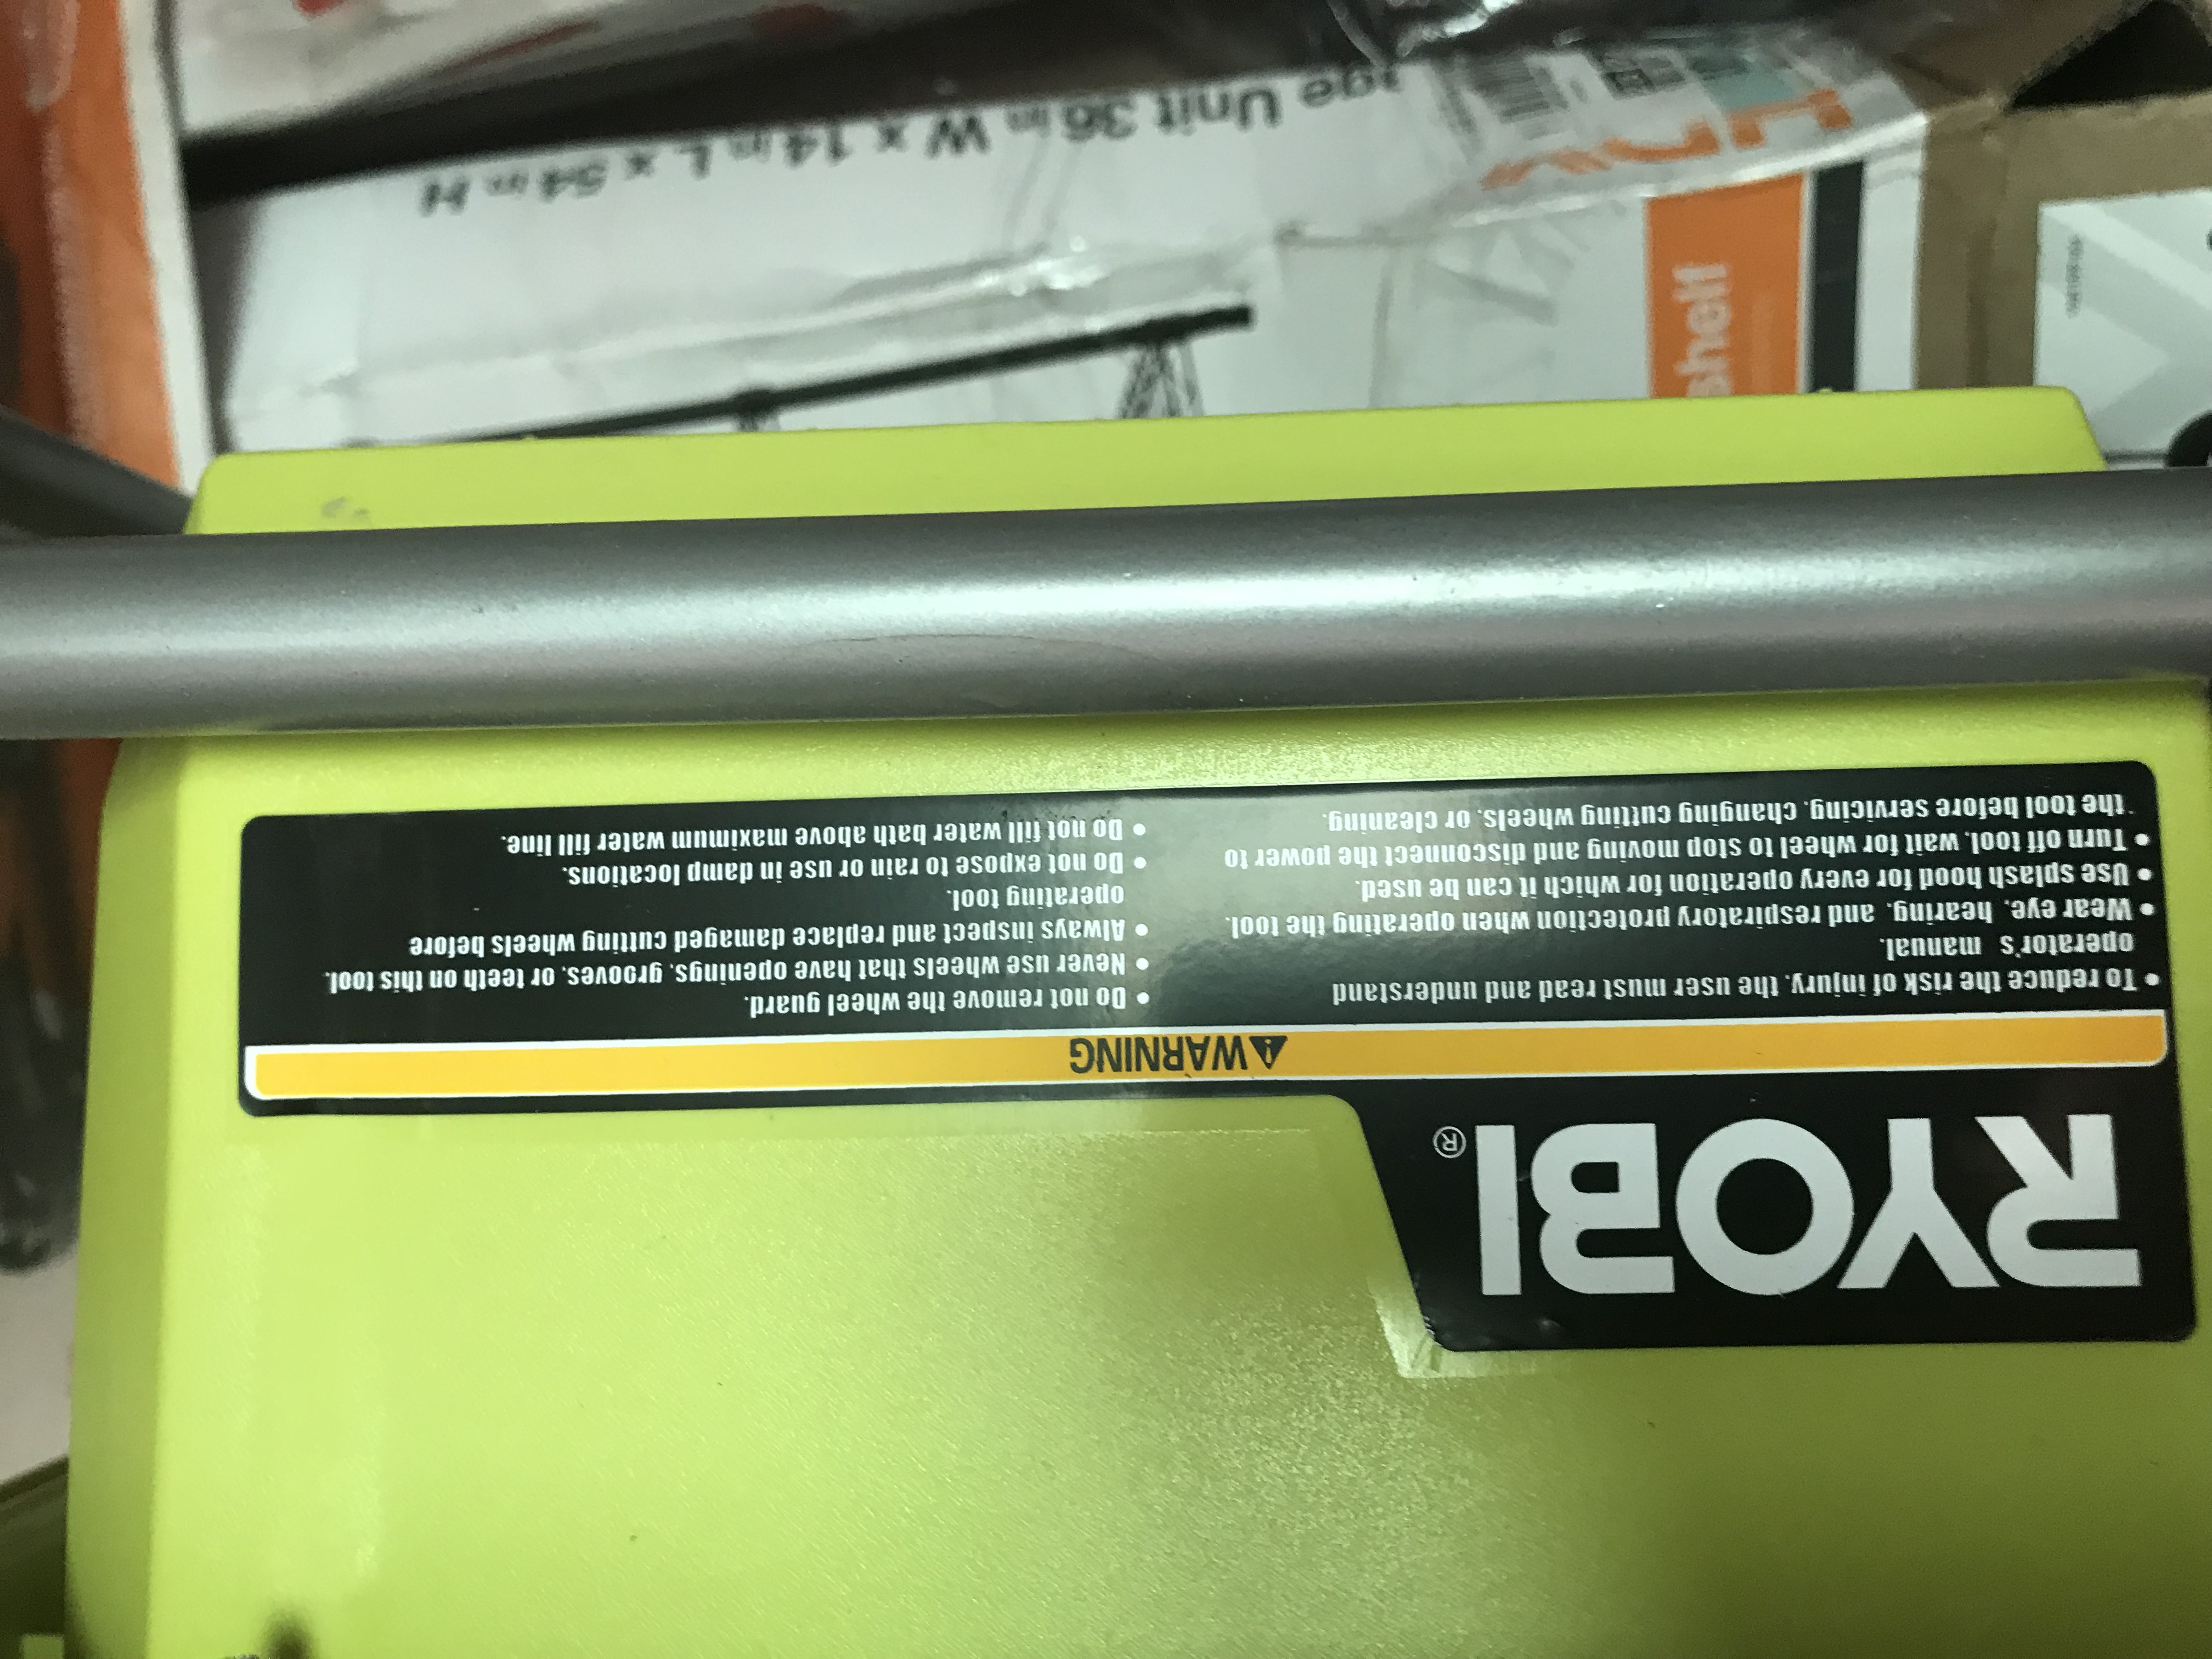 RYOBI®
⚠WARNING
• To reduce the risk of injury, the user must read and understand
operator's manual.
• Wear eye, hearing, and respiratory protection when operating the tool.
• Use splash hood for every operation for which it can be used.
• Turn off tool, wait for wheel to stop moving and disconnect the power to
the tool before servicing, changing cutting wheels, or cleaning.
• Do not remove the wheel guard.
• Never use wheels that have openings, grooves, or teeth on this tool.
• Always inspect and replace damaged cutting wheels before
operating tool.
• Do not expose to rain or use in damp locations.
• Do not fill water bath above maximum water fill line.
shelf
Unit 36 in W x 14 in L x 54 in H